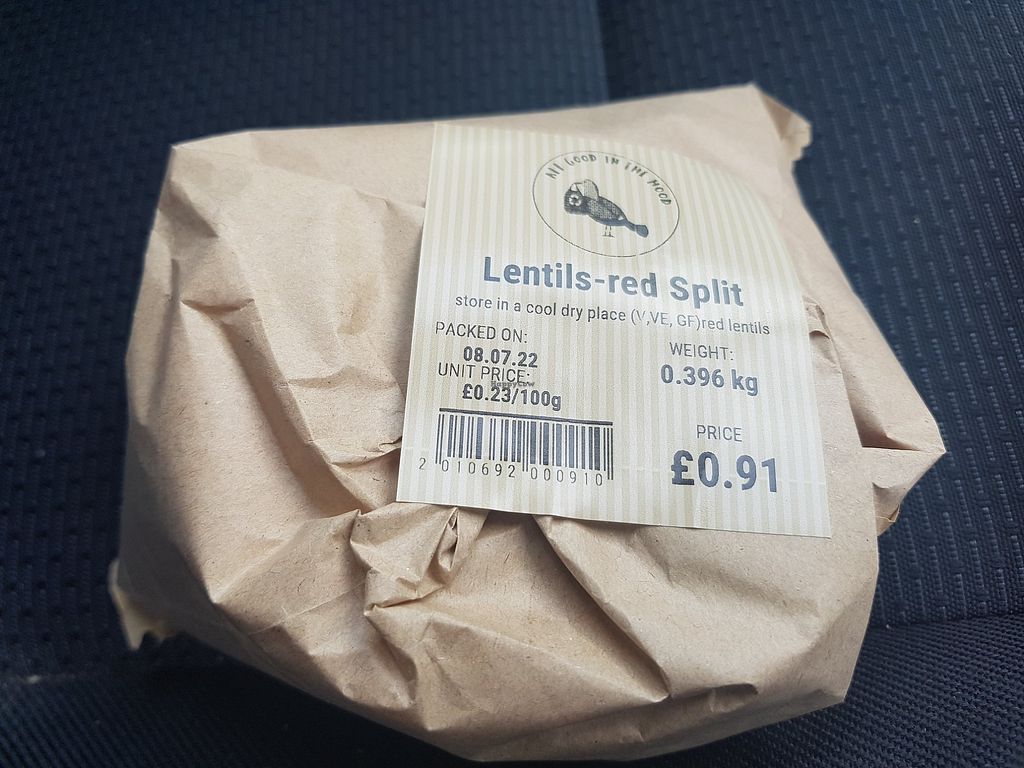 All GOOD IN THE HOOD
Lentils-red Split
store in a cool dry place (V,VE, GF)red lentils
PACKED ON:
08.07.22
UNIT PRICE:
£0.23/100g
WEIGHT:
0.396 kg
PRICE
£0.91
2 010692 000910
HappyCow